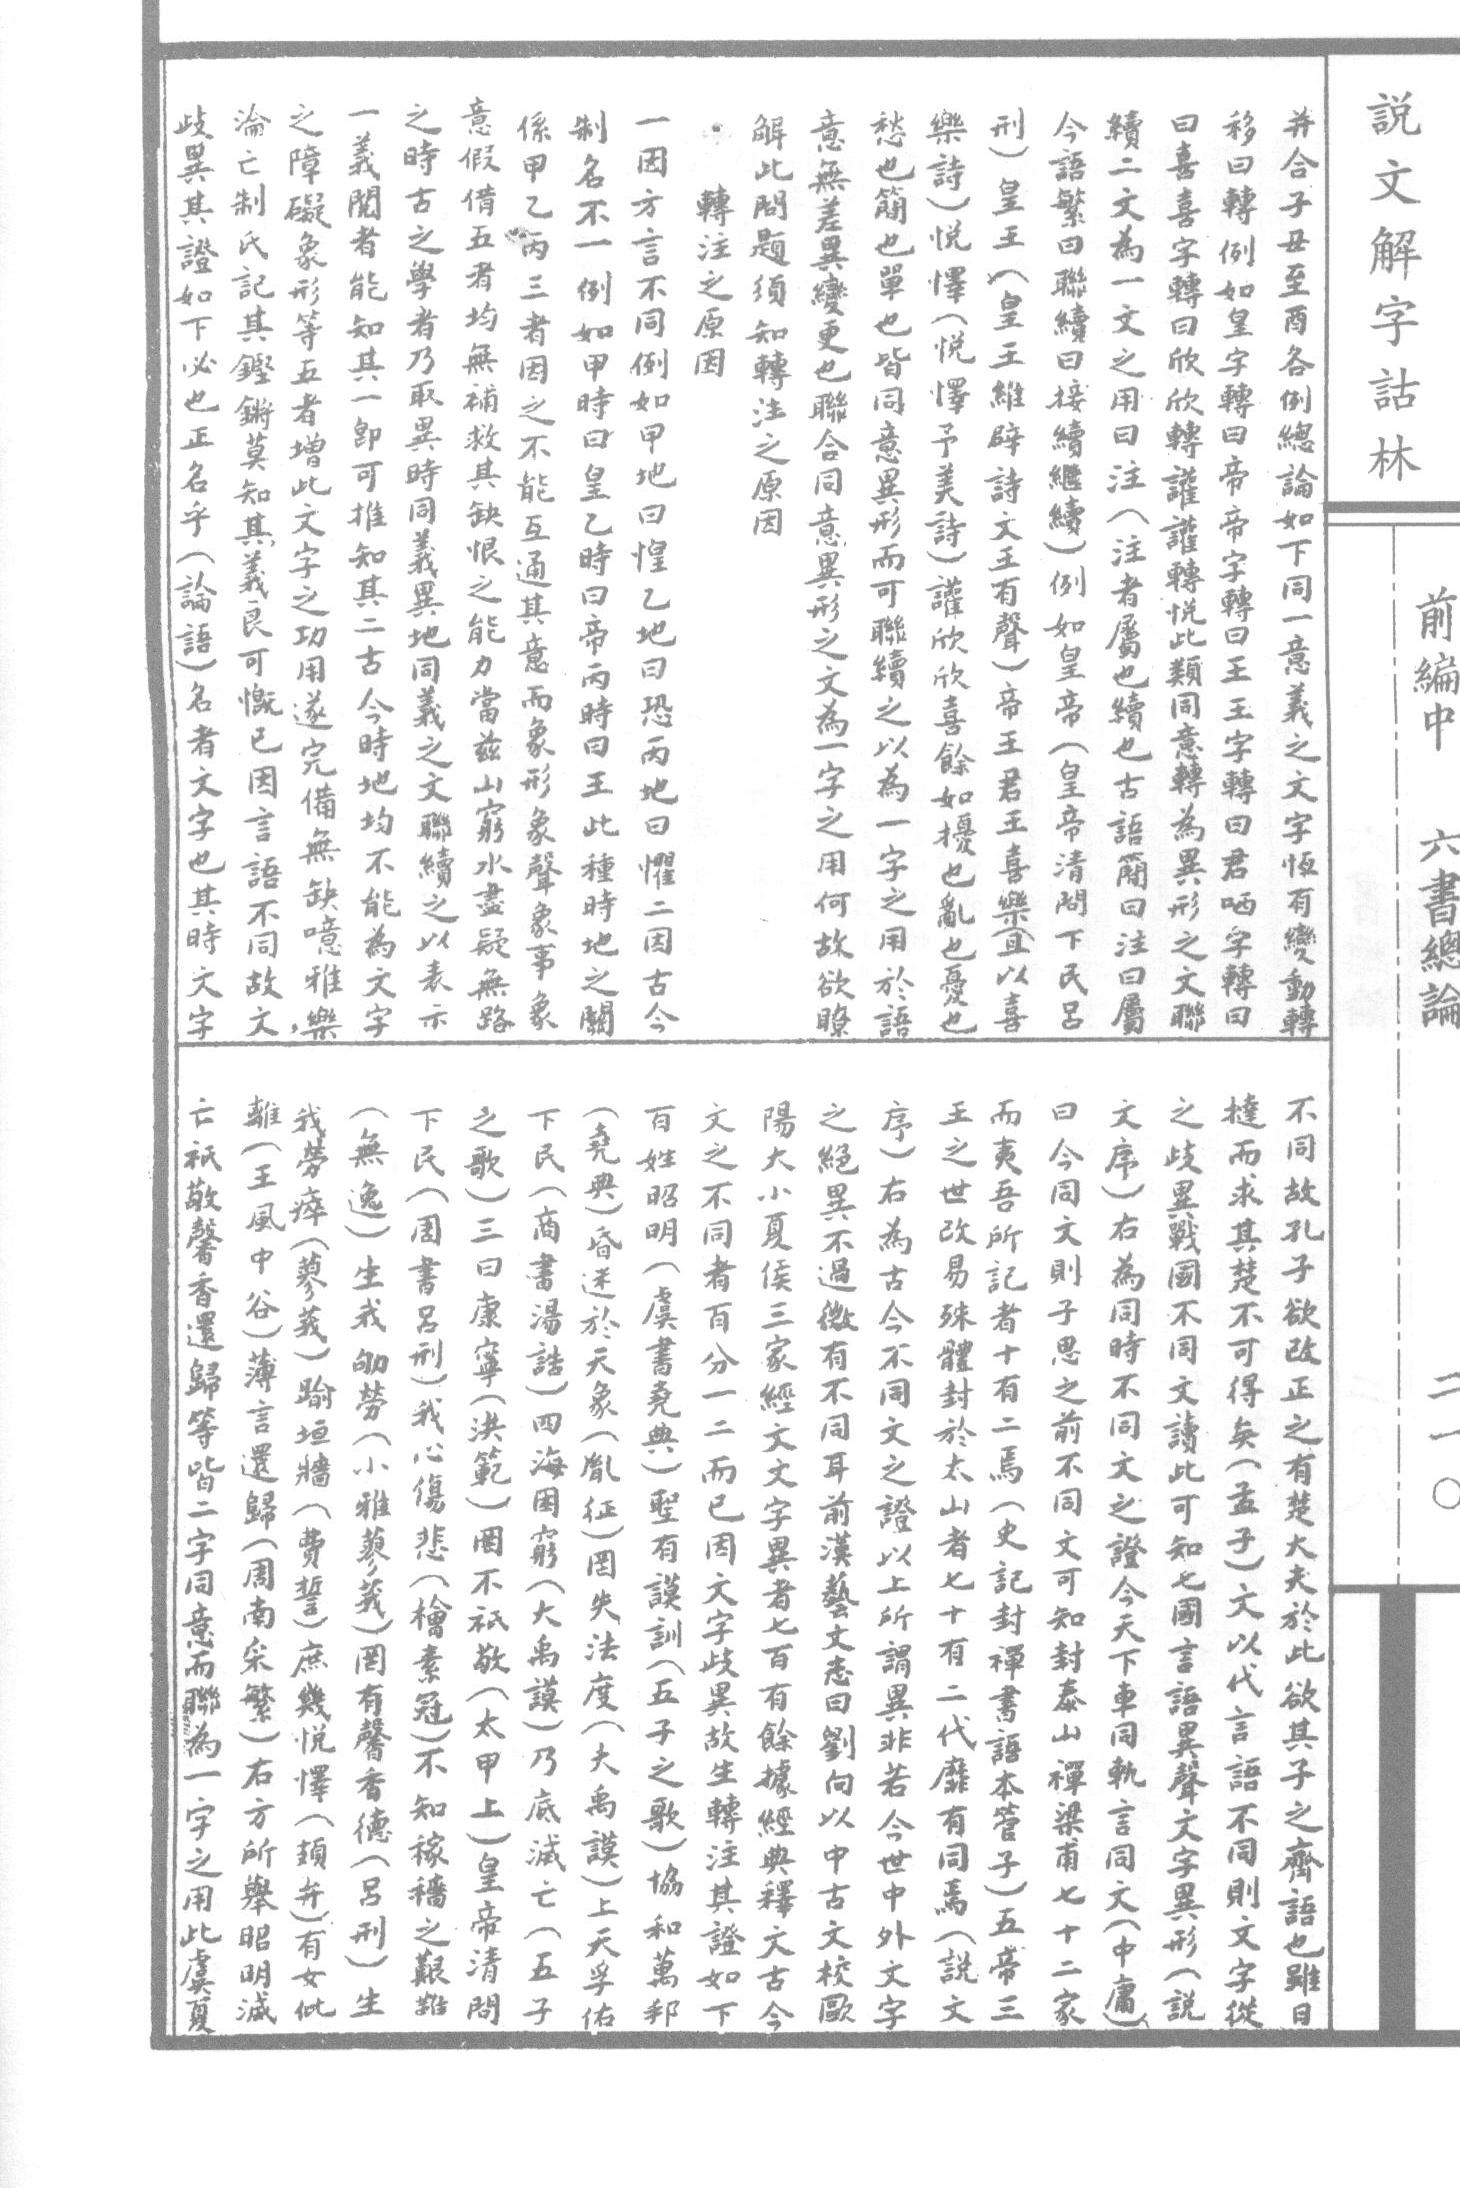 説文解字詁林
前編中　六書總論
二一〇
并合子丑至酉各例總論如下同一意義之文字恆有變動轉
移曰轉例如皇字轉曰帝帝字轉曰王王字轉曰君哂字轉曰
曰喜喜字轉曰欣欣轉讙讙轉悅此類同意轉為異形之文聯
續二文為一文之用曰注（注者屬也續也古語簡曰注曰屬
今語繁曰聯續曰接續繼續）例如皇帝（皇帝清問下民呂
刑）皇王（皇王維辟詩文王有聲）帝王君王喜樂（且以喜
樂詩）悅懌（悅懌予美詩）讙欣欣喜餘如擾也亂也憂也
愁也簡也單也皆同意異形而可聯續之以為一字之用於語
意無差異變更也聯合同意異形之文為一字之用何故欲瞭
解此問題須知轉注之原因
轉注之原因
一因方言不同例如甲地曰惶乙地曰恐丙地曰懼二因古今
制名不一例如甲時曰皇乙時曰帝丙時曰王此種時地之關
係甲乙丙三者因之不能互通其意而象形象聲象事象
意假借五者均無補救其缺恨之能力當茲山窮水盡疑無路
之時古之學者乃取異時同義異地同義之文聯續之以表示
一義閱者能知其一卽可推知其二古今時地均不能為文字
之障礙象形等五者增此文字之功用遂完備無缺噫雅樂
淪亡制氏記其鏗鏘莫知其義良可慨已因言語不同故文
歧異其證如下必也正名乎（論語）名者文字也其時文字
不同故孔子欲改正之有楚大夫於此欲其子之齊語也雖日
撻而求其楚不可得矣（孟子）文以代言語不同則文字從
之歧異戰國不同文讀此可知七國言語異聲文字異形（說
文序）右為同時不同文之證今天下車同軌言同文（中庸）
曰今同文則子思之前不同文可知封泰山禪梁甫七十二家
而夷吾所記者十有二焉（史記封禪書語本管子）五帝三
王之世改易殊體封於太山者七十有二代靡有同焉（說文
序）右為古今不同文之證以上所謂異非若今世中外文字
之絕異不過微有不同耳前漢藝文志曰劉向以中古文校歐
陽大小夏侯三家經文文字異者七百有餘據經典釋文古今
文之不同者百分一二而已因文字歧異故生轉注其證如下
百姓昭明（虞書堯典）聖有謨訓（五子之歌）協和萬邦
（堯典）昏迷於天象（胤征）罔失法度（大禹謨）上天孚佑
下民（商書湯誥）四海困窮（大禹謨）乃底滅亡（五子
之歌）三曰康寧（洪範）罔不祇敬（太甲上）皇帝清問
下民（周書呂刑）我心傷悲（檜素冠）不知稼穡之艱難
（無逸）生我劬勞（小雅蓼莪）罔有馨香德（呂刑）生
我勞瘁（蓼莪）踰垣牆（費誓）庶幾悅懌（頍弁）有女仳
離（王風中谷）薄言還歸（周南采蘩）右方所舉昭明滅
亡祇敬馨香還歸等皆二字同意而聯為一字之用此虞夏